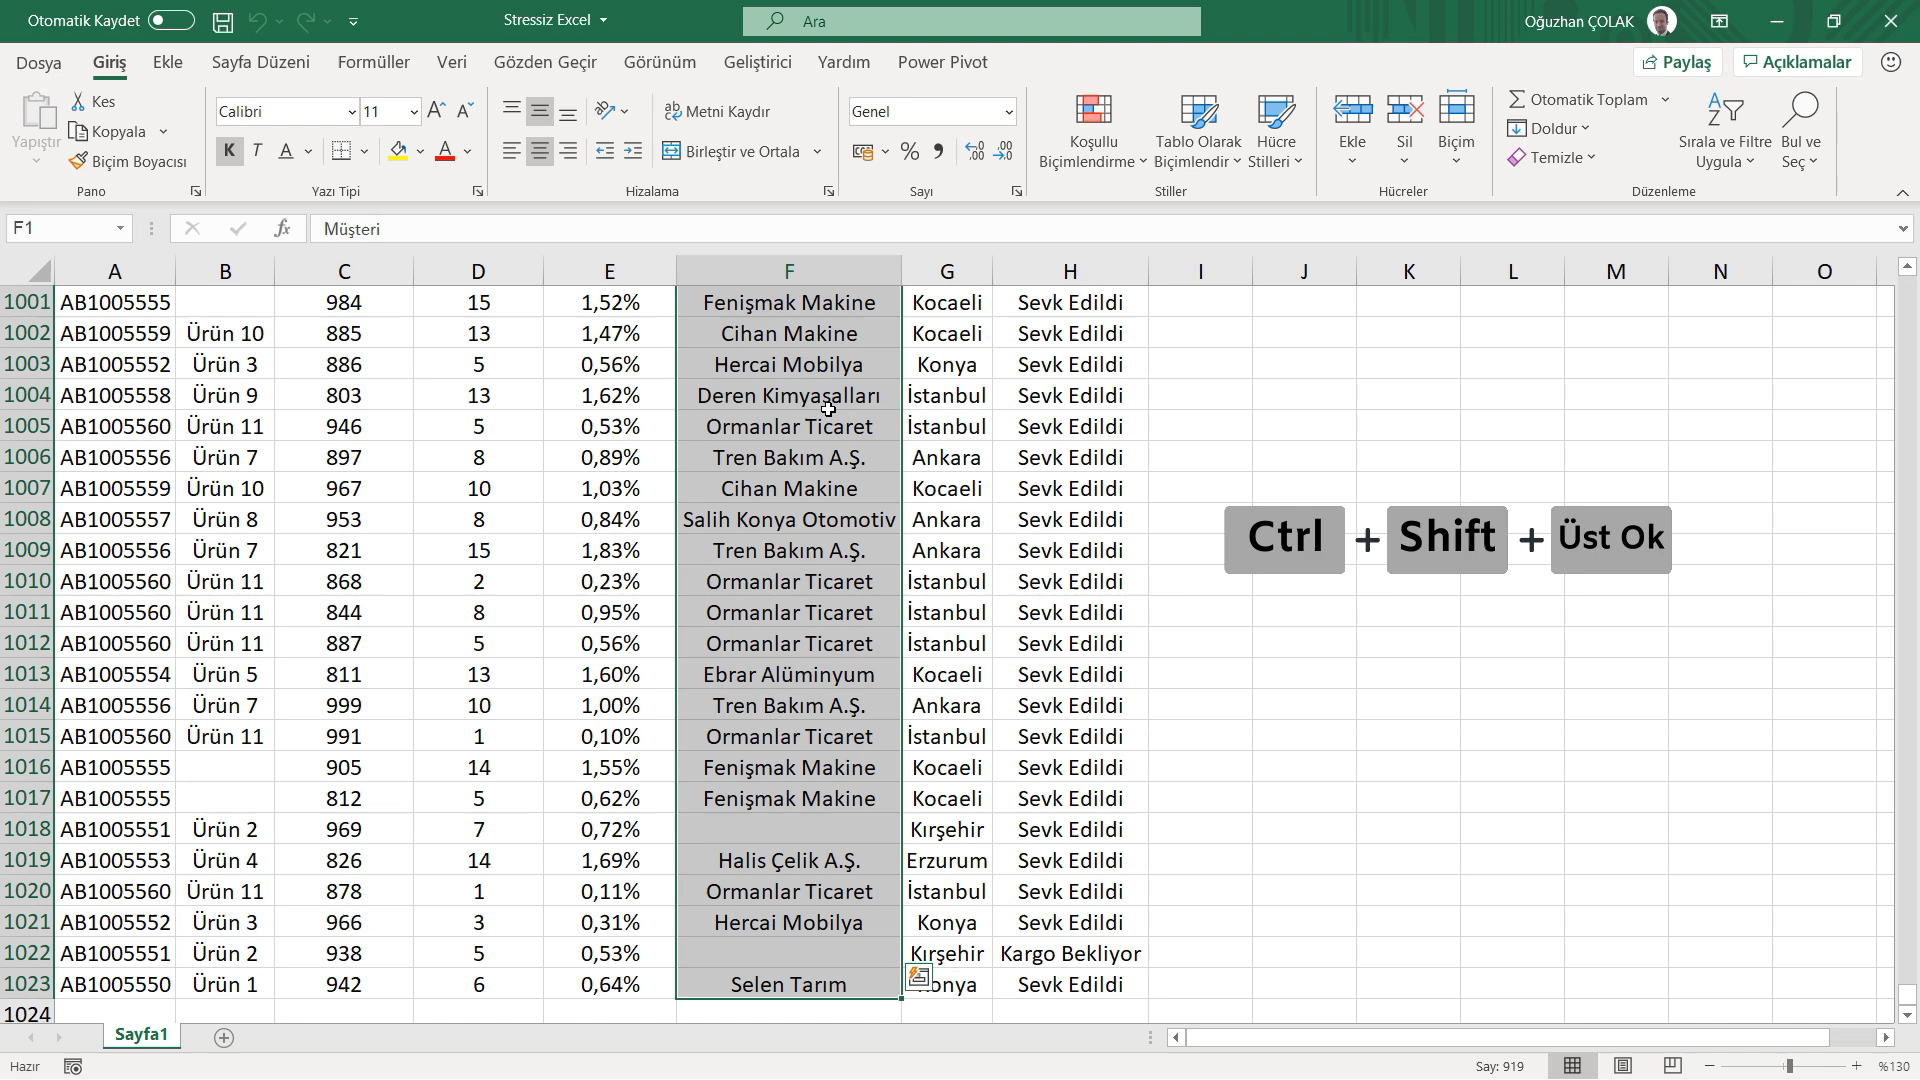 Otomatik Kaydet
Stressiz Excel
Ara
Oğuzhan ÇOLAK
Dosya Giriş Ekle Sayfa Düzeni Formüller Veri Gözden Geçir Görünüm Geliştirici Yardım Power Pivot
Paylaş Açıklamalar
Yapıştır
Kes
Kopyala
Biçim Boyacısı
Pano
Calibri 11
K T A
Yazı Tipi
Metni Kaydır
Birleştir ve Ortala
Hizalama
Genel
Sayı
Koşullu Biçimlendirme
Tablo Olarak Biçimlendir
Hücre Stilleri
Stiller
Ekle Sil Biçim
Hücreler
Otomatik Toplam
Doldur
Temizle
Sırala ve Filtre Uygula
Bul ve Seç
Düzenleme
F1 fx Müşteri
A B C D E F G H I J K L M N O
1001 AB1005555 984 15 1,52% Fenişmak Makine Kocaeli Sevk Edildi
1002 AB1005559 Ürün 10 885 13 1,47% Cihan Makine Kocaeli Sevk Edildi
1003 AB1005552 Ürün 3 886 5 0,56% Hercai Mobilya Konya Sevk Edildi
1004 AB1005558 Ürün 9 803 13 1,62% Deren Kimyasalları İstanbul Sevk Edildi
1005 AB1005560 Ürün 11 946 5 0,53% Ormanlar Ticaret İstanbul Sevk Edildi
1006 AB1005556 Ürün 7 897 8 0,89% Tren Bakım A.Ş. Ankara Sevk Edildi
1007 AB1005559 Ürün 10 967 10 1,03% Cihan Makine Kocaeli Sevk Edildi
1008 AB1005557 Ürün 8 953 8 0,84% Salih Konya Otomotiv Ankara Sevk Edildi
1009 AB1005556 Ürün 7 821 15 1,83% Tren Bakım A.Ş. Ankara Sevk Edildi
1010 AB1005560 Ürün 11 868 2 0,23% Ormanlar Ticaret İstanbul Sevk Edildi
1011 AB1005560 Ürün 11 844 8 0,95% Ormanlar Ticaret İstanbul Sevk Edildi
1012 AB1005560 Ürün 11 887 5 0,56% Ormanlar Ticaret İstanbul Sevk Edildi
1013 AB1005554 Ürün 5 811 13 1,60% Ebrar Alüminyum Kocaeli Sevk Edildi
1014 AB1005556 Ürün 7 999 10 1,00% Tren Bakım A.Ş. Ankara Sevk Edildi
1015 AB1005560 Ürün 11 991 1 0,10% Ormanlar Ticaret İstanbul Sevk Edildi
1016 AB1005555 905 14 1,55% Fenişmak Makine Kocaeli Sevk Edildi
1017 AB1005555 812 5 0,62% Fenişmak Makine Kocaeli Sevk Edildi
1018 AB1005551 Ürün 2 969 7 0,72% Kırşehir Sevk Edildi
1019 AB1005553 Ürün 4 826 14 1,69% Halis Çelik A.Ş. Erzurum Sevk Edildi
1020 AB1005560 Ürün 11 878 1 0,11% Ormanlar Ticaret İstanbul Sevk Edildi
1021 AB1005552 Ürün 3 966 3 0,31% Hercai Mobilya Konya Sevk Edildi
1022 AB1005551 Ürün 2 938 5 0,53% Kırşehir Kargo Bekliyor
1023 AB1005550 Ürün 1 942 6 0,64% Selen Tarım Konya Sevk Edildi
1024
Ctrl + Shift + Üst Ok
Sayfa1
Hazır
Say: 919
%130